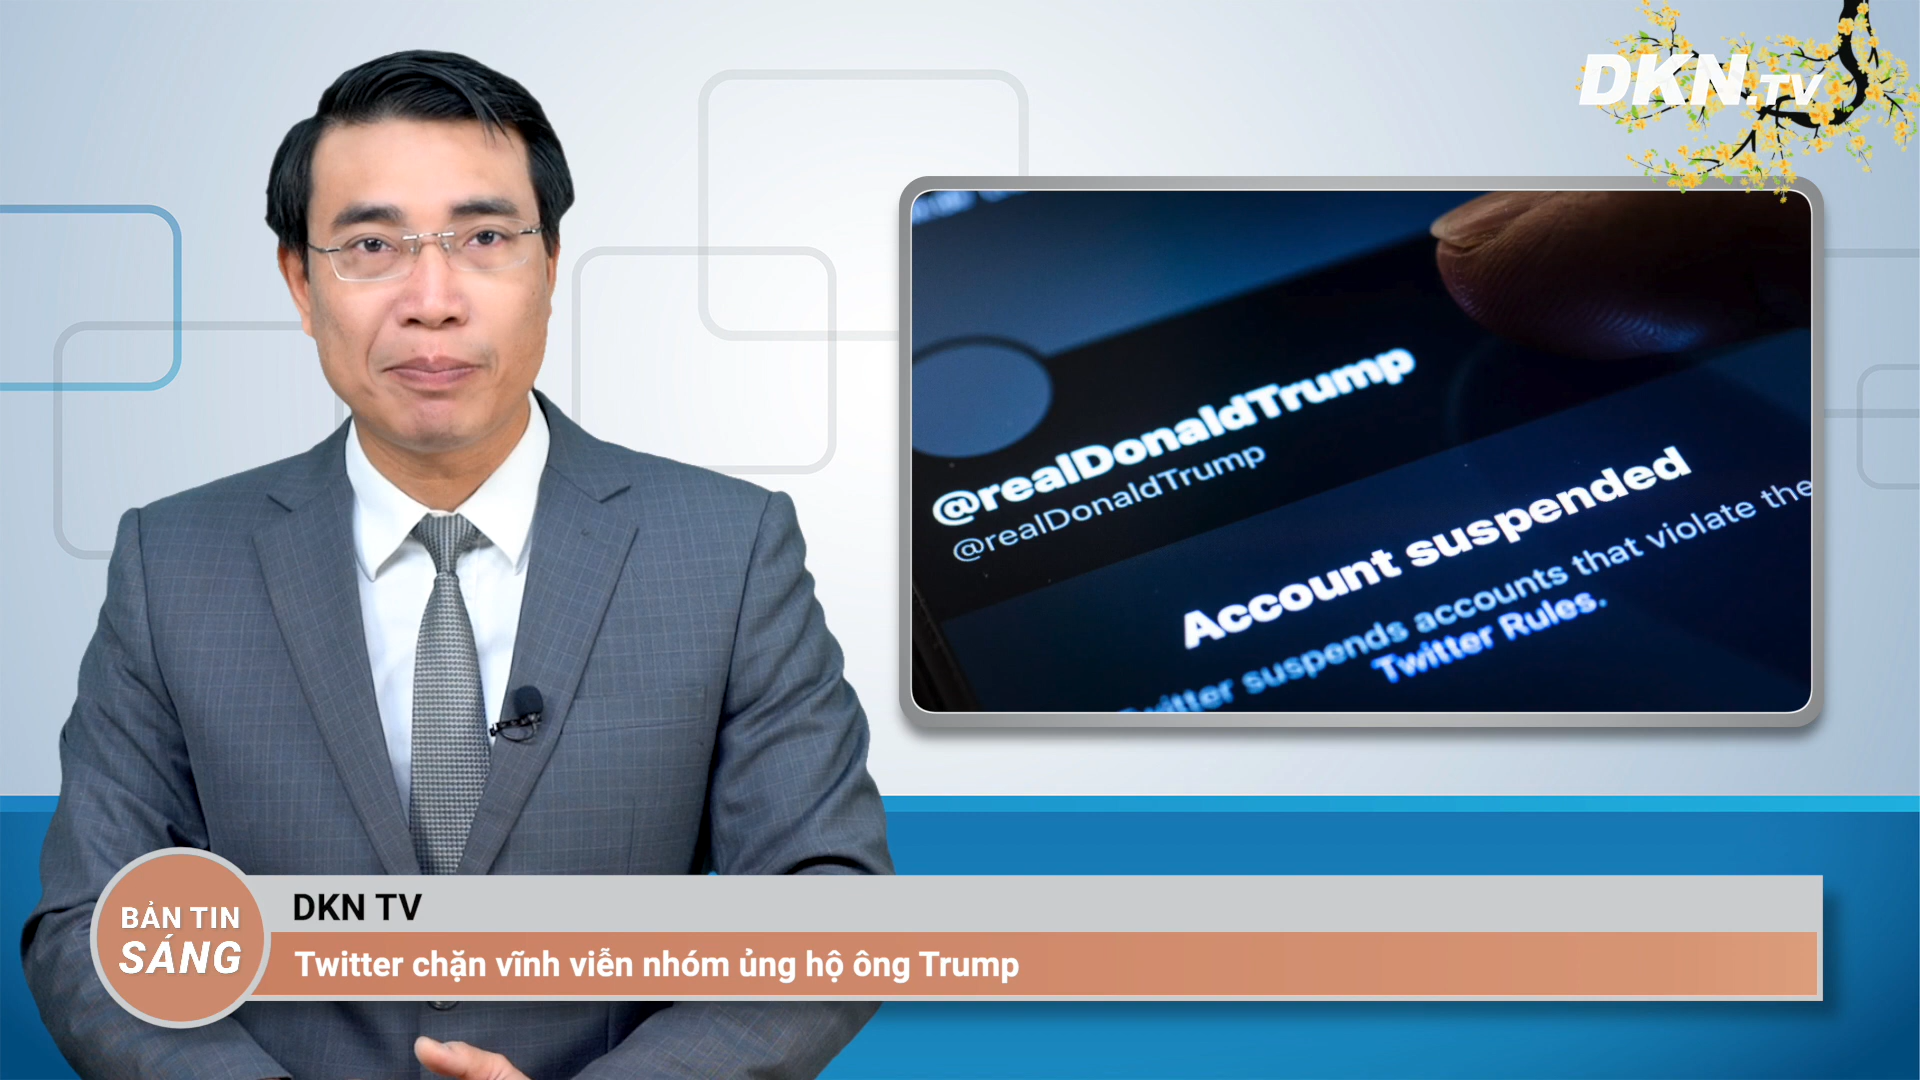 DKN.TV
@realDonaldTrump
@realDonaldTrump
Account suspended
Twitter suspends accounts that violate the
Twitter Rules.
BẢN TIN
SÁNG
DKN TV
Twitter chặn vĩnh viễn nhóm ủng hộ ông Trump